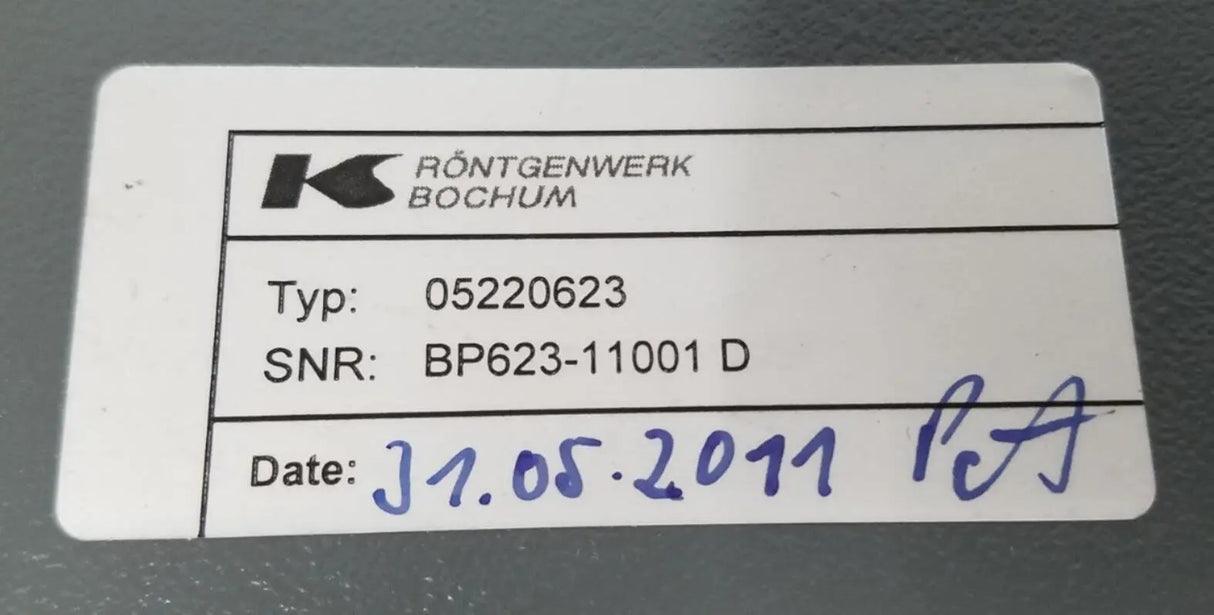 RÖNTGENWERK
BOCHUM
Typ: 05220623
SNR: BP623-11001 D
Date: 31.05.2011